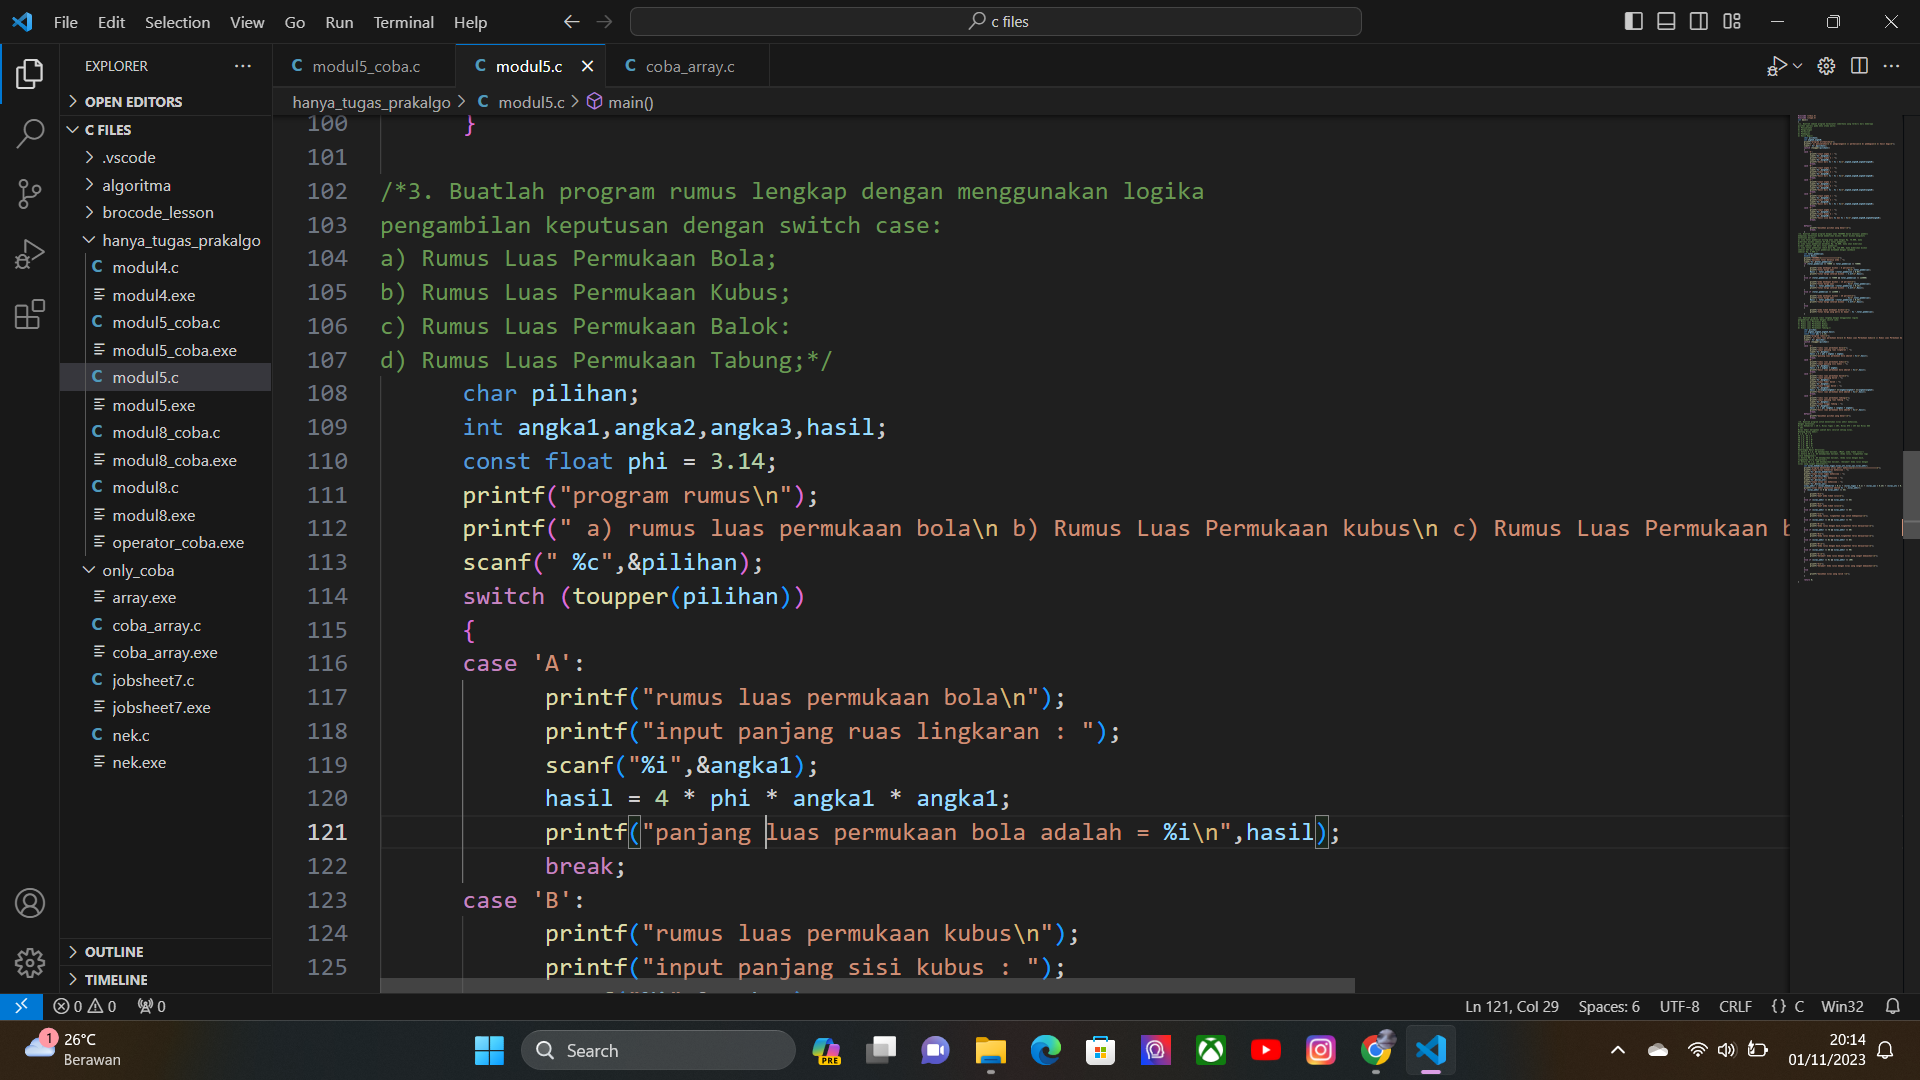 File Edit Selection View Go Run Terminal Help
c files
EXPLORER
OPEN EDITORS
C FILES
.vscode
algoritma
brocode_lesson
hanya_tugas_prakalgo
C modul4.c
modul4.exe
C modul5_coba.c
modul5_coba.exe
C modul5.c
modul5.exe
C modul8_coba.c
modul8_coba.exe
C modul8.c
modul8.exe
operator_coba.exe
only_coba
array.exe
C coba_array.c
coba_array.exe
C jobsheet7.c
jobsheet7.exe
C nek.c
nek.exe
OUTLINE
TIMELINE
C modul5_coba.c C modul5.c C coba_array.c
hanya_tugas_prakalgo > C modul5.c > main()
100 }
101
102 /*3. Buatlah program rumus lengkap dengan menggunakan logika
103 pengambilan keputusan dengan switch case:
104 a) Rumus Luas Permukaan Bola;
105 b) Rumus Luas Permukaan Kubus;
106 c) Rumus Luas Permukaan Balok:
107 d) Rumus Luas Permukaan Tabung;*/
108 char pilihan;
109 int angka1,angka2,angka3,hasil;
110 const float phi = 3.14;
111 printf("program rumus\n");
112 printf(" a) rumus luas permukaan bola\n b) Rumus Luas Permukaan kubus\n c) Rumus Luas Permukaan b
113 scanf(" %c",&pilihan);
114 switch (toupper(pilihan))
115 {
116 case 'A':
117 printf("rumus luas permukaan bola\n");
118 printf("input panjang ruas lingkaran : ");
119 scanf("%i",&angka1);
120 hasil = 4 * phi * angka1 * angka1;
121 printf("panjang luas permukaan bola adalah = %i\n",hasil);
122 break;
123 case 'B':
124 printf("rumus luas permukaan kubus\n");
125 printf("input panjang sisi kubus : ");
0 0 0
Ln 121, Col 29 Spaces: 6 UTF-8 CRLF {} C Win32
1
26°C
Berawan
Search
PRE
20:14
01/11/2023